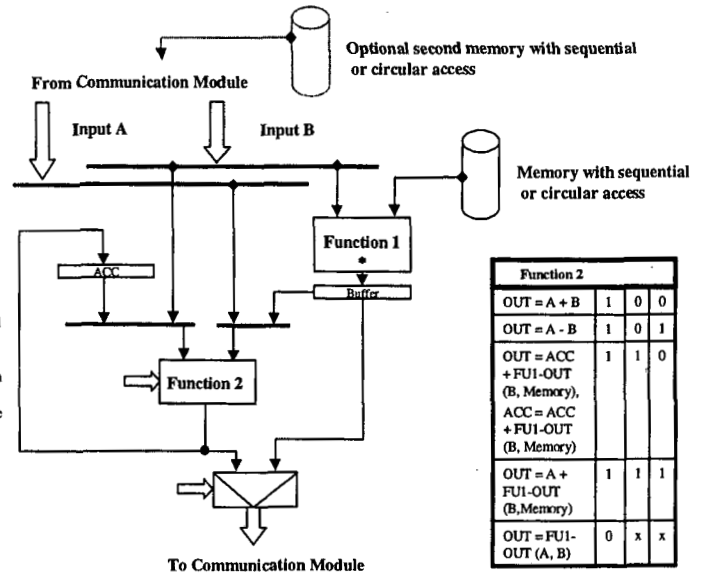 Optional second memory with sequential
or circular access
From Communication Module
Input A
Input B
Memory with sequential
or circular access
Function 1
*
ACC
Buffer
Function 2
To Communication Module
Function 2
OUT = A + B 1 0 0
OUT = A - B 1 0 1
OUT = ACC 1 1 0
+ FU1-OUT
(B, Memory),
ACC = ACC
+ FU1-OUT
(B, Memory)
OUT = A + 1 1 1
FU1-OUT
(B,Memory)
OUT = FU1- 0 x x
OUT (A, B)